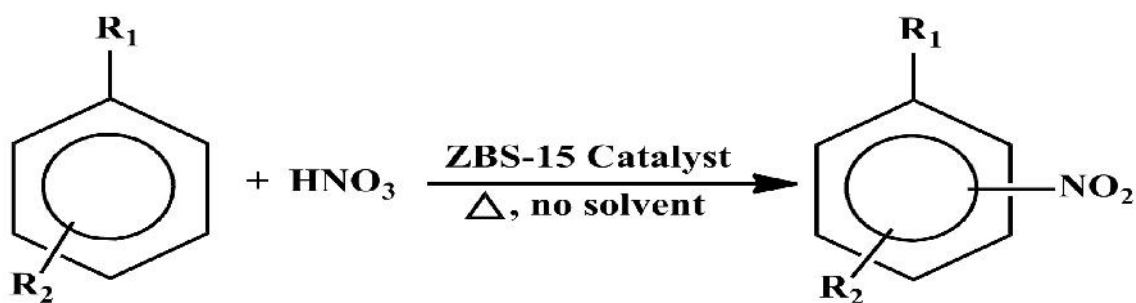 R₁
R₁
ZBS-15 Catalyst
+ HNO₃
NO₂
△, no solvent
R₂
R₂